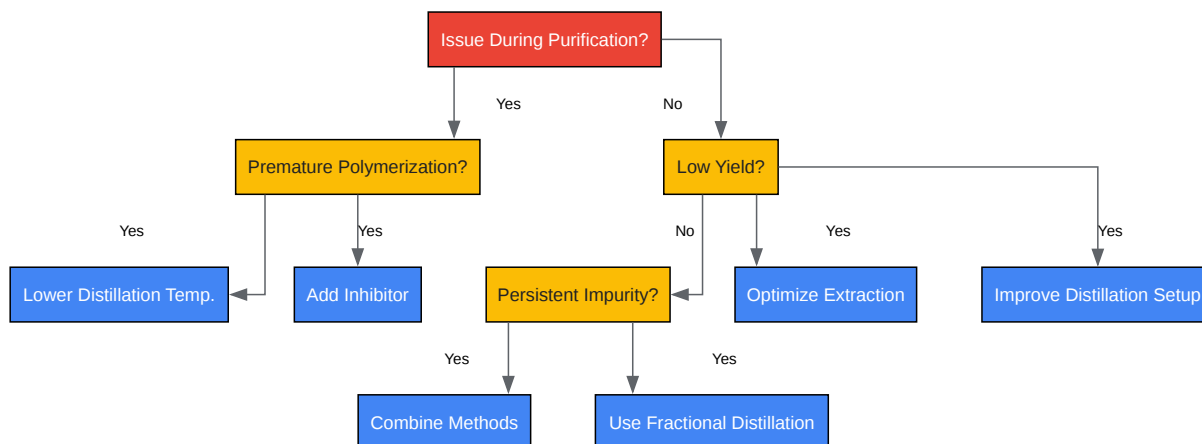 Issue During Purification?
Yes
No
Premature Polymerization?
Low Yield?
Yes
Yes
No
Yes
Yes
Lower Distillation Temp.
Add Inhibitor
Persistent Impurity?
Optimize Extraction
Improve Distillation Setup
Yes
Yes
Combine Methods
Use Fractional Distillation